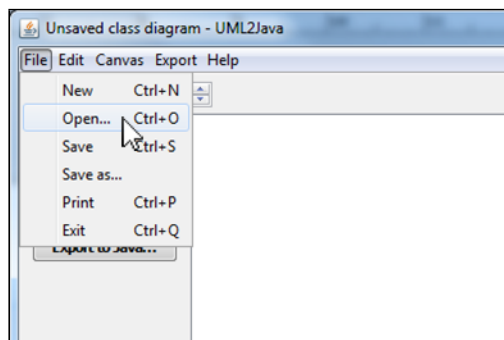 Unsaved class diagram - UML2Java
File Edit Canvas Export Help
New Ctrl+N
Open... Ctrl+O
Save Ctrl+S
Save as...
Print Ctrl+P
Exit Ctrl+Q
Export to Java...